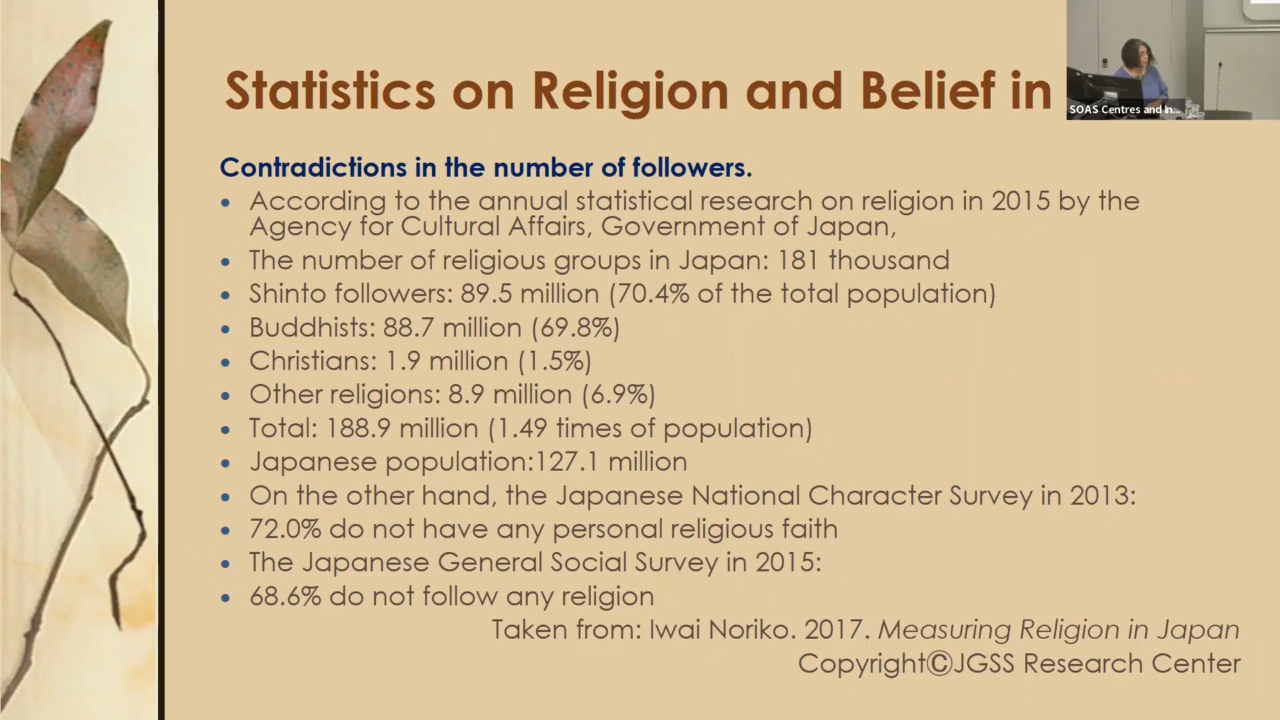 Statistics on Religion and Belief in
SOAS Centres and In...
Contradictions in the number of followers.
• According to the annual statistical research on religion in 2015 by the
Agency for Cultural Affairs, Government of Japan,
• The number of religious groups in Japan: 181 thousand
• Shinto followers: 89.5 million (70.4% of the total population)
• Buddhists: 88.7 million (69.8%)
• Christians: 1.9 million (1.5%)
• Other religions: 8.9 million (6.9%)
• Total: 188.9 million (1.49 times of population)
• Japanese population:127.1 million
• On the other hand, the Japanese National Character Survey in 2013:
• 72.0% do not have any personal religious faith
• The Japanese General Social Survey in 2015:
• 68.6% do not follow any religion
Taken from: Iwai Noriko. 2017. Measuring Religion in Japan
CopyrightⒸJGSS Research Center